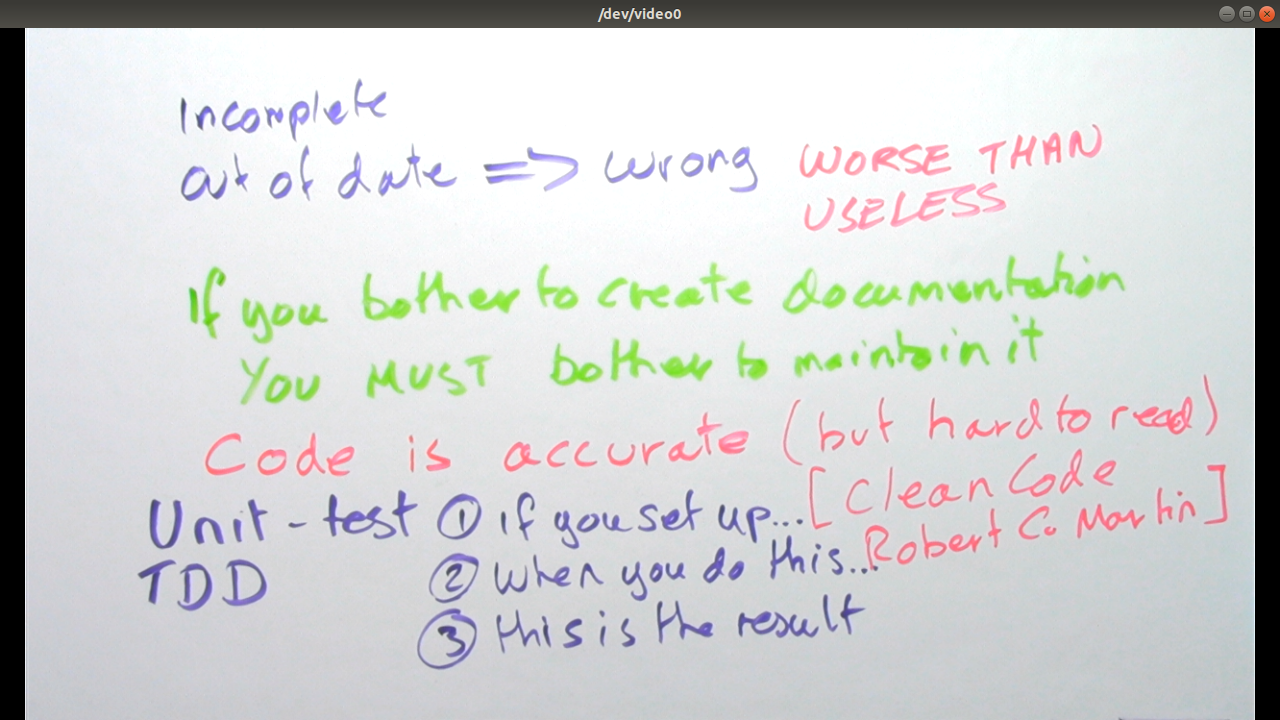 /dev/video0
Incomplete
out of date => wrong WORSE THAN
USELESS
If you bother to create documentation
YOU MUST bother to maintain it
Code is accurate (but hard to read)
[Clean Code
Robert C. Martin]
Unit - test ① if you set up...
TDD ② when you do this...
③ this is the result